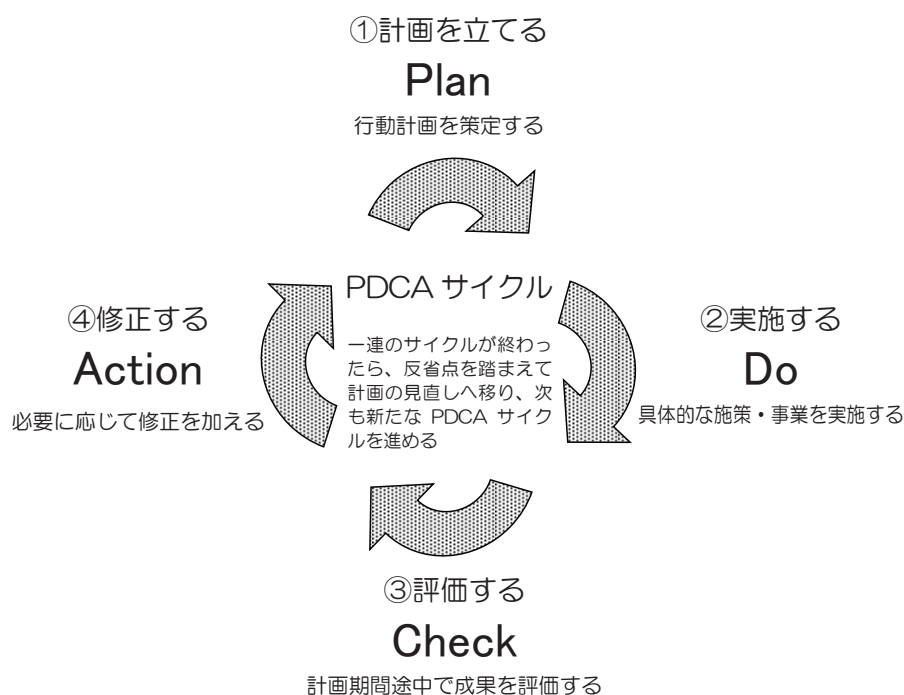 ①計画を立てる
Plan
行動計画を策定する
PDCA サイクル
一連のサイクルが終わっ
たら、反省点を踏まえて
計画の見直しへ移り、次
も新たな PDCA サイク
ルを進める
②実施する
Do
具体的な施策・事業を実施する
③評価する
Check
計画期間途中で成果を評価する
④修正する
Action
必要に応じて修正を加える